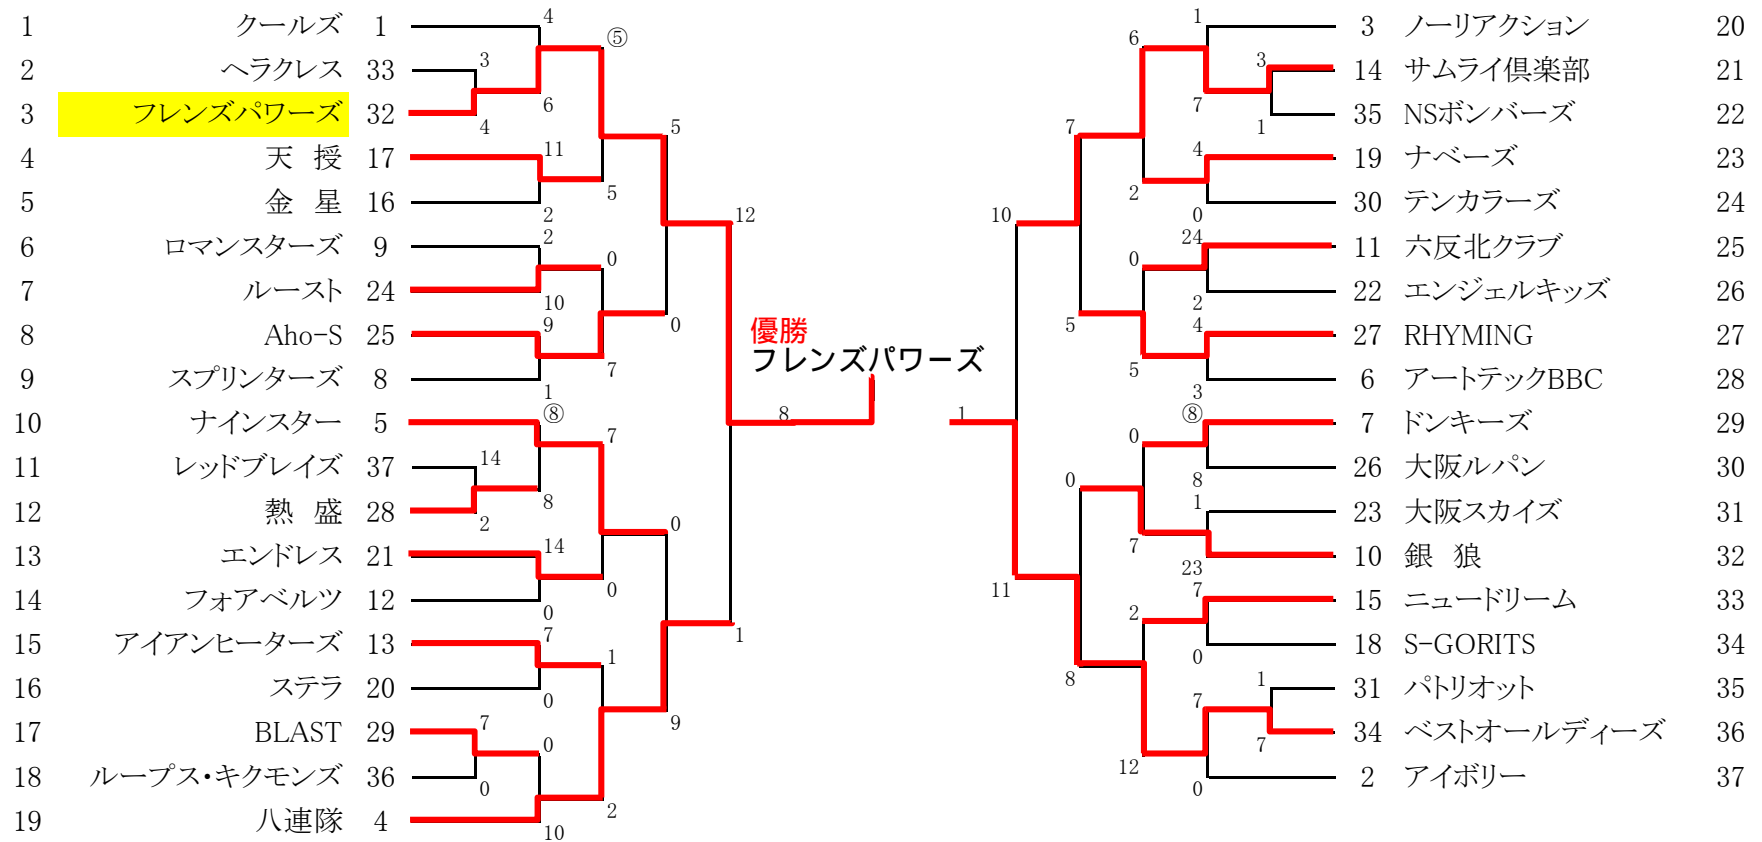 1 クールズ 1 4
⑤
2 ヘラクレス 33 3
6
3 フレンズパワーズ 32 4
5
4 天 授 17 11
5
5 金 星 16 2
12
6 ロマンスターズ 9 2
0
7 ルースト 24 10
8 Aho-S 25 9
0
7
9 スプリンターズ 8 1
10 ナインスター 5 ⑧
7
11 レッドブレイズ 37 14
8
12 熱 盛 28 2
0
13 エンドレス 21 14
0
14 フォアベルツ 12 0
1
15 アイアンヒーターズ 13 7
1
16 ステラ 20 0
9
17 BLAST 29 7
0
18 ループス・キクモンズ 36 0
2
19 八連隊 4 10
優勝
フレンズパワーズ
8 1
1 3 ノーリアクション 20
6
3 14 サムライ倶楽部 21
7
1 35 NSボンバーズ 22
7
4 19 ナベーズ 23
2
0 30 テンカラーズ 24
10
24 11 六反北クラブ 25
0
2 22 エンジェルキッズ 26
5
4 27 RHYMING 27
5
3 6 アートテックBBC 28
⑧ 7 ドンキーズ 29
0
8 26 大阪ルパン 30
0
1 23 大阪スカイズ 31
7
23 10 銀 狼 32
11
7 15 ニュードリーム 33
2
0 18 S-GORITS 34
8
1 31 パトリオット 35
7
7 34 ベストオールディーズ 36
12
0 2 アイボリー 37